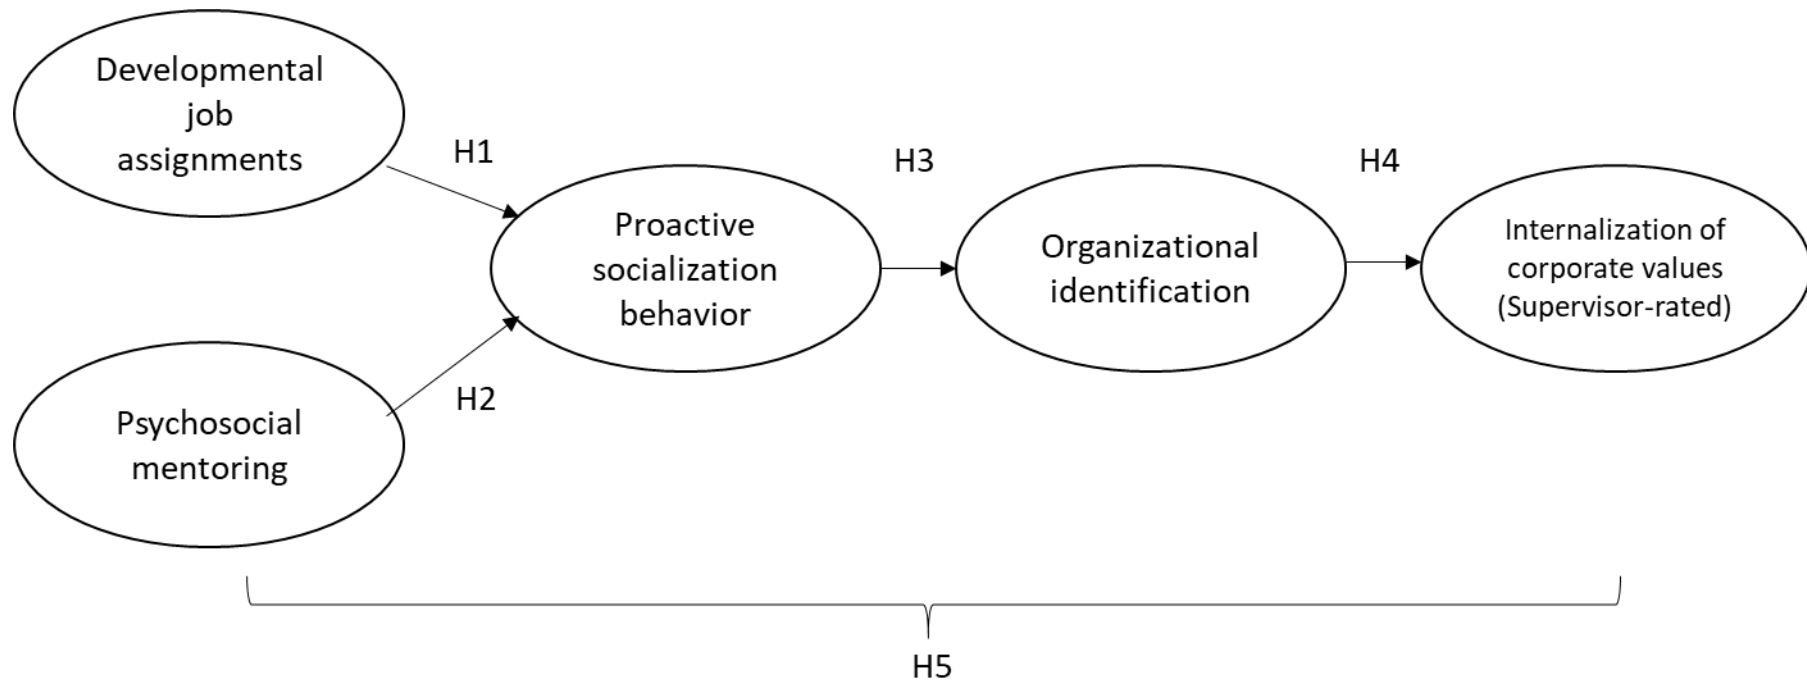 Developmental
job
assignments
H1
Psychosocial
mentoring
H2
Proactive
socialization
behavior
H3
Organizational
identification
H4
Internalization of
corporate values
(Supervisor-rated)
H5